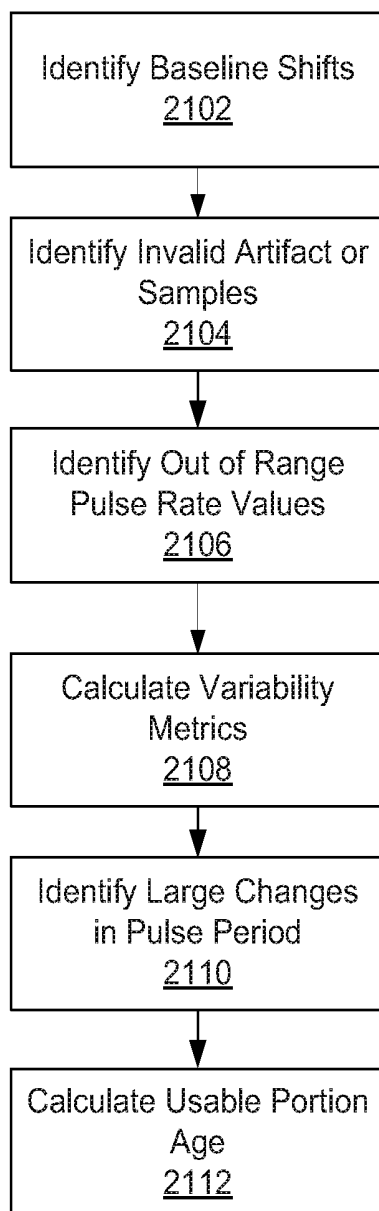 Identify Baseline Shifts
2102
Identify Invalid Artifact or
Samples
2104
Identify Out of Range
Pulse Rate Values
2106
Calculate Variability
Metrics
2108
Identify Large Changes
in Pulse Period
2110
Calculate Usable Portion
Age
2112